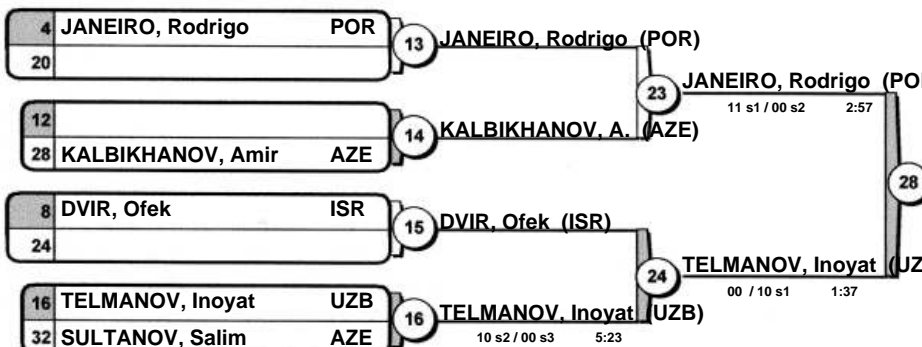 4 JANEIRO, Rodrigo POR
20
13 JANEIRO, Rodrigo (POR)
12
28 KALBIKHANOV, Amir AZE
14 KALBIKHANOV, A. (AZE)
23 JANEIRO, Rodrigo (PO
11 s1 / 00 s2 2:57
8 DVIR, Ofek ISR
24
15 DVIR, Ofek (ISR)
16 TELMANOV, Inoyat UZB
32 SULTANOV, Salim AZE
16 TELMANOV, Inoyat (UZB)
10 s2 / 00 s3 5:23
24 TELMANOV, Inoyat (UZ
00 / 10 s1 1:37
28